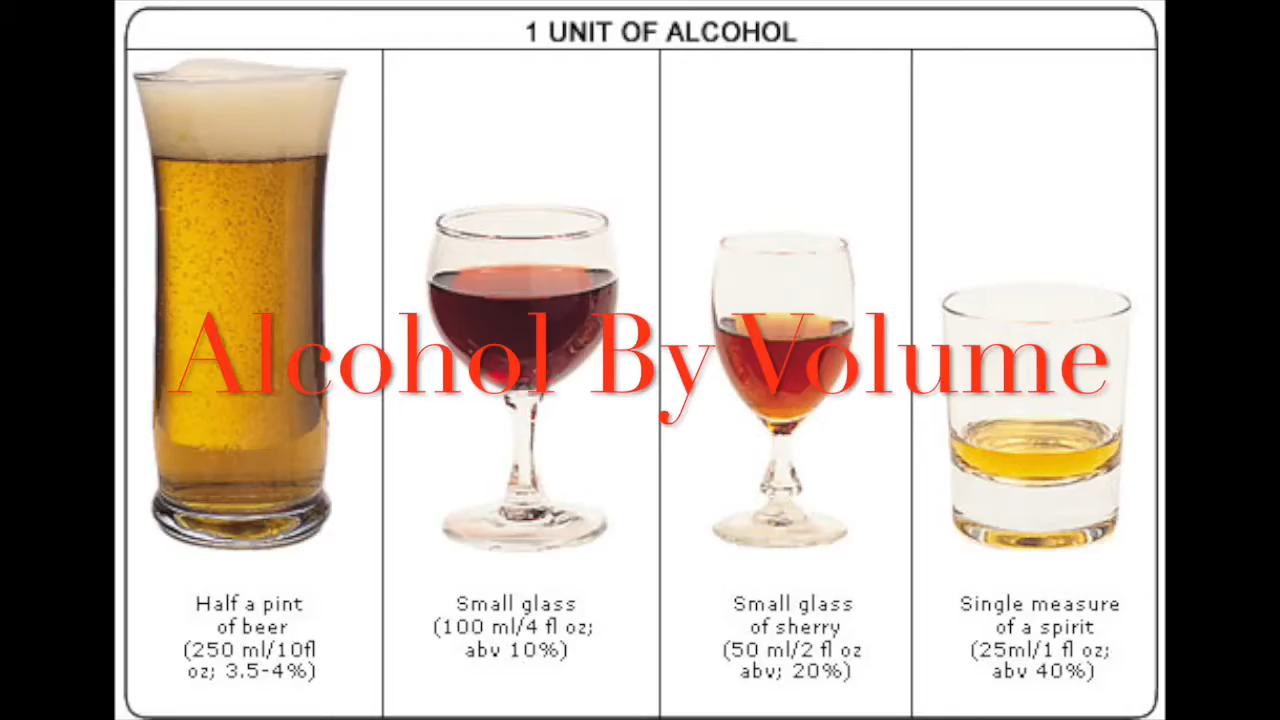 1 UNIT OF ALCOHOL
Alcohol By Volume
Half a pint
of beer
(250 ml/10fl
oz; 3.5-4%)
Small glass
(100 ml/4 fl oz;
abv 10%)
Small glass
of sherry
(50 ml/2 fl oz
abv; 20%)
Single measure
of a spirit
(25ml/1 fl oz;
abv 40%)